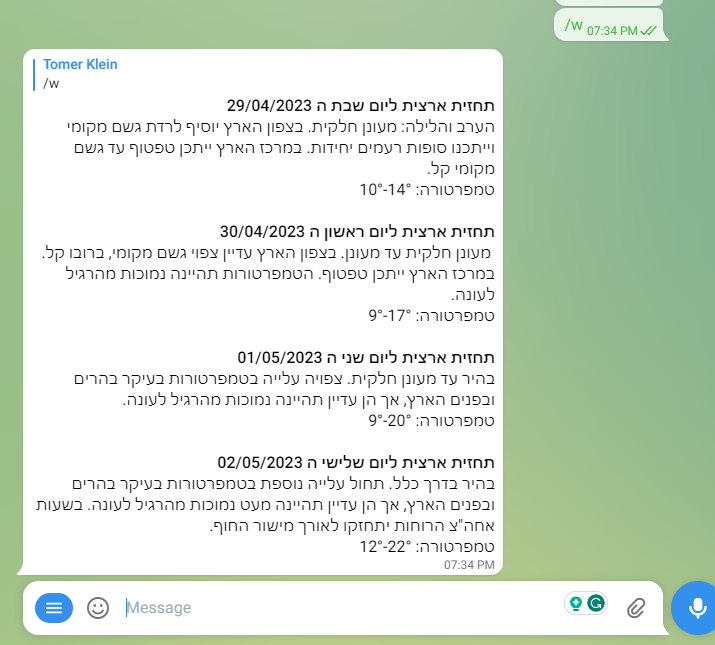 /w
07:34 PM
Tomer Klein
/w
תחזית ארצית ליום שבת ה 29/04/2023
הערב והלילה: מעונן חלקית. בצפון הארץ יוסיף לרדת גשם מקומי
וייתכנו סופות רעמים יחידות. במרכז הארץ ייתכן טפטוף עד גשם
מקומי קל.
טמפרטורה: 10°-14°
תחזית ארצית ליום ראשון ה 30/04/2023
מעונן חלקית עד מעונן. בצפון הארץ עדיין צפוי גשם מקומי, ברובו קל.
במרכז הארץ ייתכן טפטוף. הטמפרטורות תהיינה נמוכות מהרגיל
לעונה.
טמפרטורה: 9°-17°
תחזית ארצית ליום שני ה 01/05/2023
בהיר עד מעונן חלקית. צפויה עלייה בטמפרטורות בעיקר בהרים
ובפנים הארץ, אך הן עדיין תהיינה נמוכות מהרגיל לעונה.
טמפרטורה: 9°-20°
תחזית ארצית ליום שלישי ה 02/05/2023
בהיר בדרך כלל. תחול עלייה נוספת בטמפרטורות בעיקר בהרים
ובפנים הארץ, אך הן עדיין תהיינה מעט נמוכות מהרגיל לעונה. בשעות
אחה"צ הרוחות יתחזקו לאורך מישור החוף.
טמפרטורה: 12°-22°
07:34 PM
Message